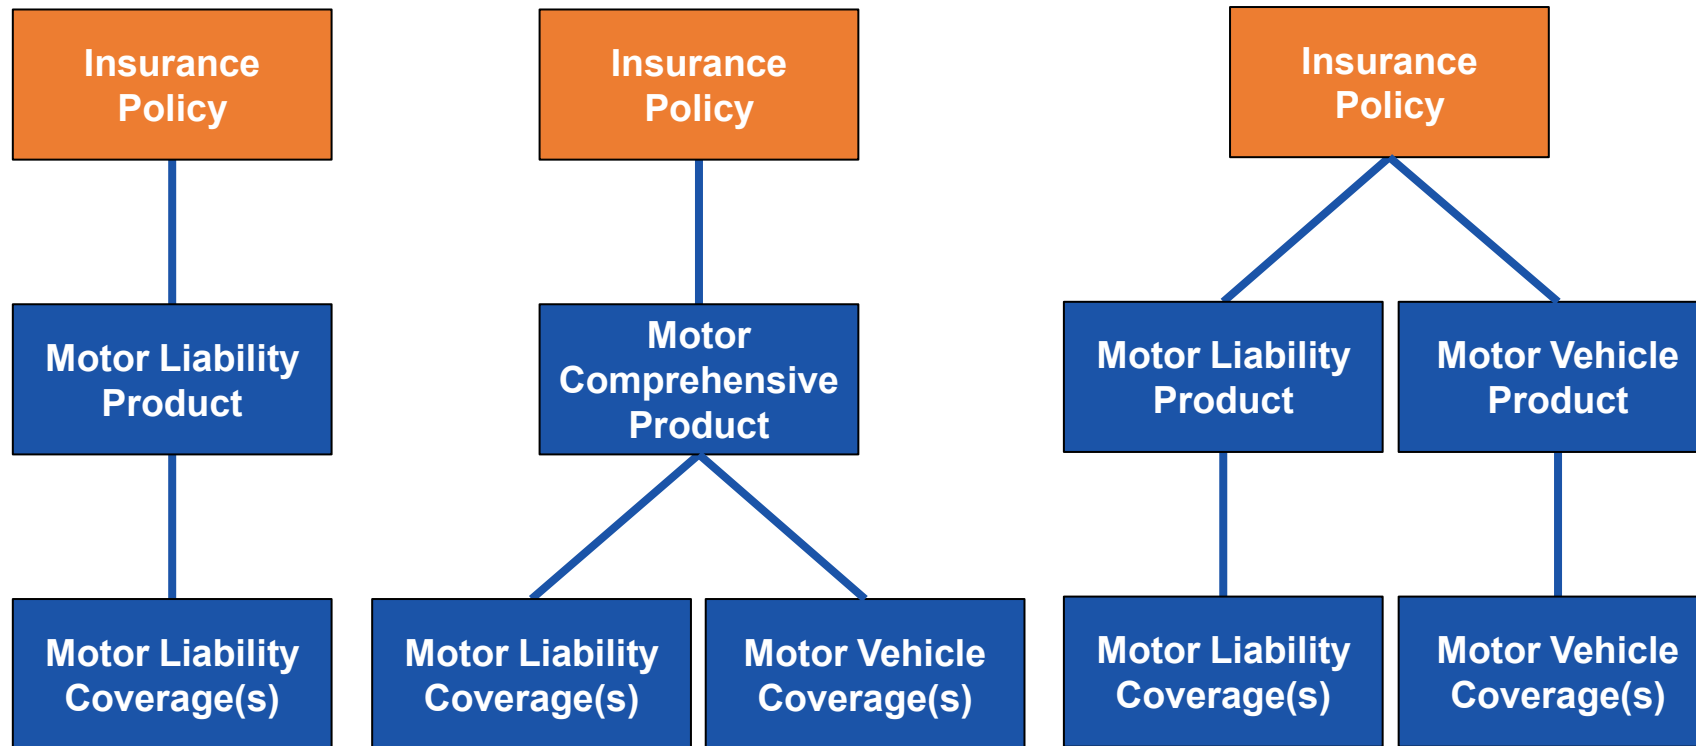 Insurance
Policy
Insurance
Policy
Insurance
Policy
Motor Liability
Product
Motor
Comprehensive
Product
Motor Liability
Product
Motor Vehicle
Product
Motor Liability
Coverage(s)
Motor Liability
Coverage(s)
Motor Vehicle
Coverage(s)
Motor Liability
Coverage(s)
Motor Vehicle
Coverage(s)